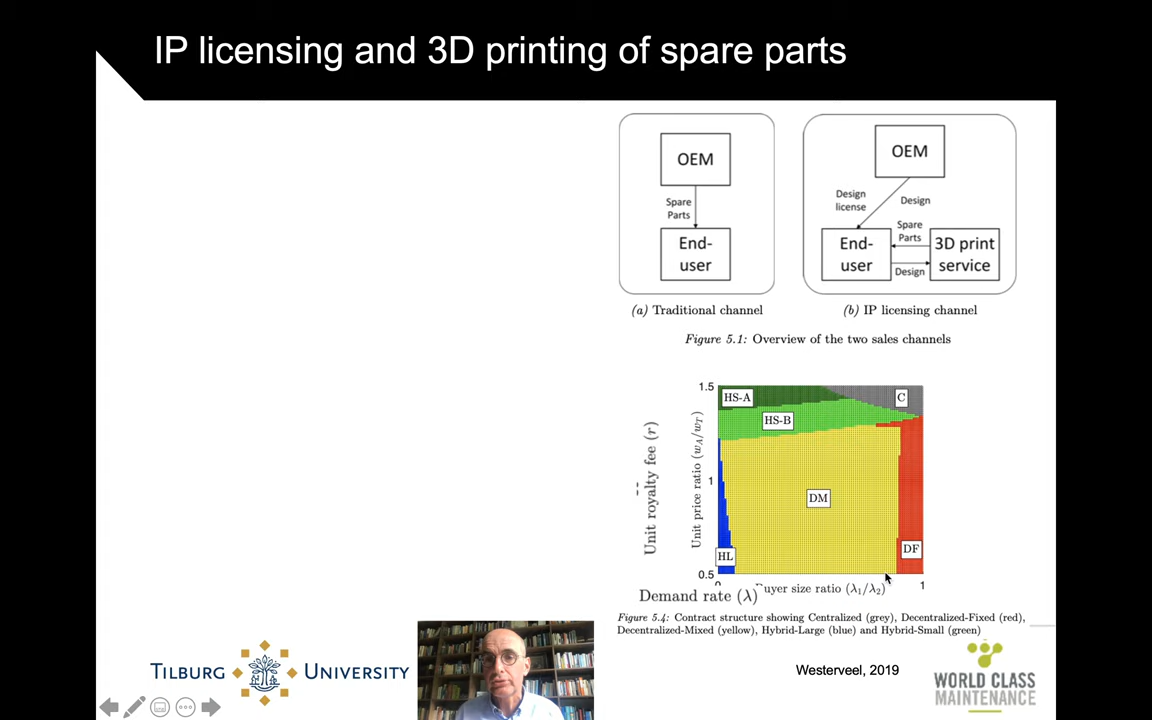 IP licensing and 3D printing of spare parts
OEM
Spare
Parts
End-
user
OEM
Design
license
Design
Spare
Parts
End-
user
3D print
service
Design
(a) Traditional channel
(b) IP licensing channel
Figure 5.1: Overview of the two sales channels
1.5
HS-A
C
HS-B
Unit royalty fee (r)
Unit price ratio (wA/wT)
1
DM
HL
DF
0.5
0
1
Demand rate (λ)
uyer size ratio (λ1/λ2)
Figure 5.4: Contract structure showing Centralized (grey), Decentralized-Fixed (red),
Decentralized-Mixed (yellow), Hybrid-Large (blue) and Hybrid-Small (green)
TILBURG UNIVERSITY
Westerveel, 2019
WORLD CLASS
MAINTENANCE